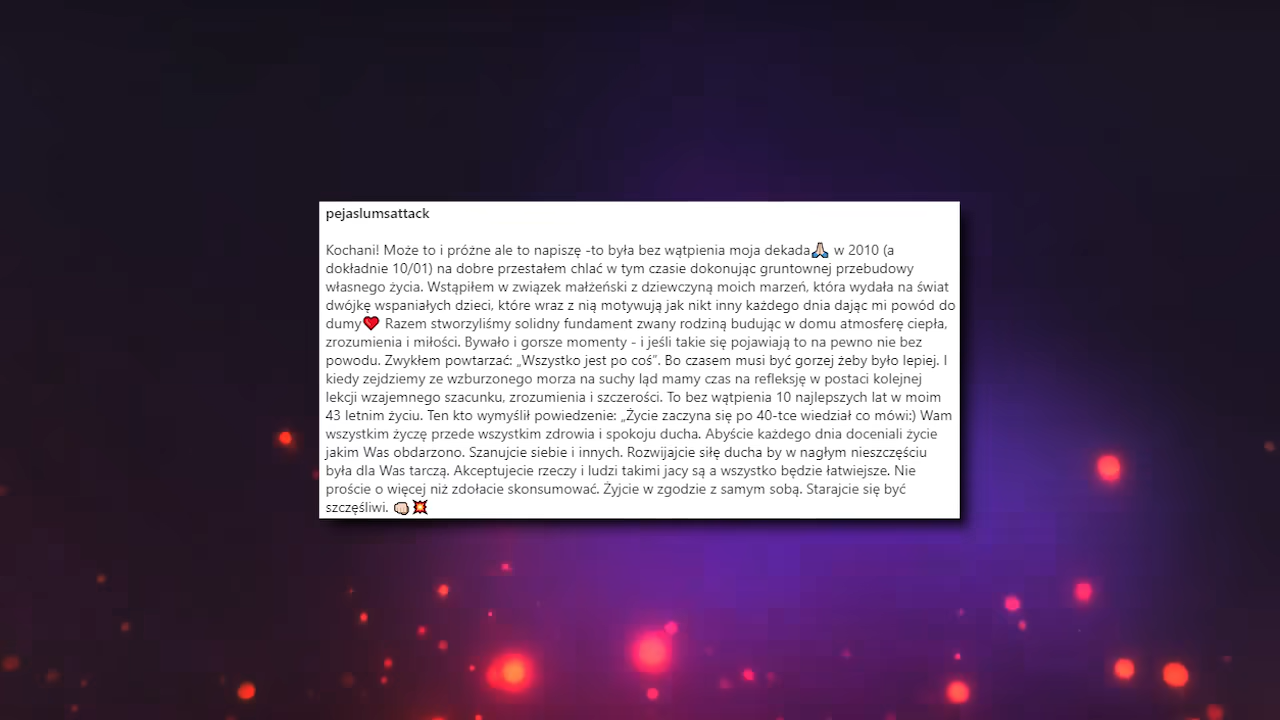 pejaslumsattack
Kochani! Może to i próżne ale to napiszę -to była bez wątpienia moja dekada🙏🏻 w 2010 (a
dokładnie 10/01) na dobre przestałem chlać w tym czasie dokonując gruntownej przebudowy
własnego życia. Wstąpiłem w związek małżeński z dziewczyną moich marzeń, która wydała na świat
dwójkę wspaniałych dzieci, które wraz z nią motywują jak nikt inny każdego dnia dając mi powód do
dumy❤️ Razem stworzyliśmy solidny fundament zwany rodziną budując w domu atmosferę ciepła,
zrozumienia i miłości. Bywało i gorsze momenty - i jeśli takie się pojawiają to na pewno nie bez
powodu. Zwykłem powtarzać: „Wszystko jest po coś”. Bo czasem musi być gorzej żeby było lepiej. I
kiedy zejdziemy ze wzburzonego morza na suchy ląd mamy czas na refleksję w postaci kolejnej
lekcji wzajemnego szacunku, zrozumienia i szczerości. To bez wątpienia 10 najlepszych lat w moim
43 letnim życiu. Ten kto wymyślił powiedzenie: „Życie zaczyna się po 40-tce wiedział co mówi:) Wam
wszystkim życzę przede wszystkim zdrowia i spokoju ducha. Abyście każdego dnia doceniali życie
jakim Was obdarzono. Szanujcie siebie i innych. Rozwijajcie siłę ducha by w nagłym nieszczęściu
była dla Was tarczą. Akceptujecie rzeczy i ludzi takimi jacy są a wszystko będzie łatwiejsze. Nie
proście o więcej niż zdołacie skonsumować. Żyjcie w zgodzie z samym sobą. Starajcie się być
szczęśliwi. 👊🏻💥